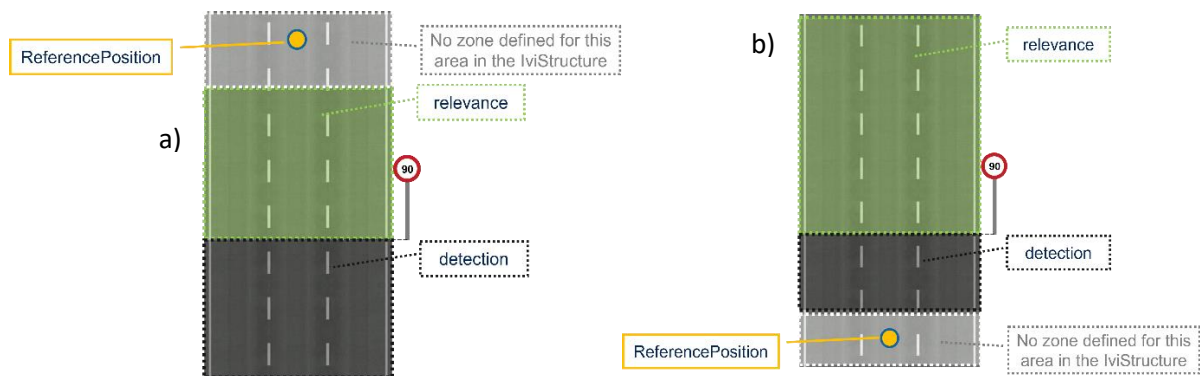 a)
ReferencePosition
No zone defined for this
area in the IviStructure
relevance
90
detection
b)
relevance
90
detection
ReferencePosition
No zone defined for this
area in the IviStructure